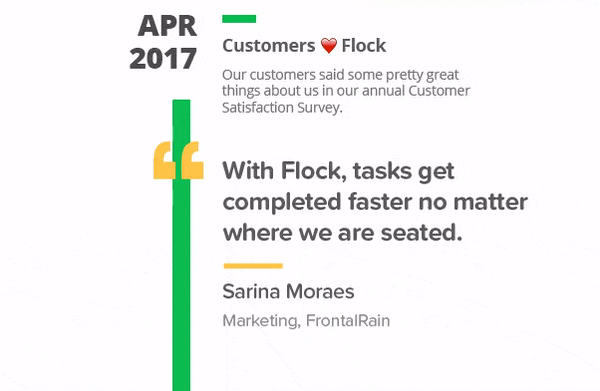 APR
2017
Customers ❤ Flock
Our customers said some pretty great
things about us in our annual Customer
Satisfaction Survey.
“
With Flock, tasks get
completed faster no matter
where we are seated.
Sarina Moraes
Marketing, FrontalRain